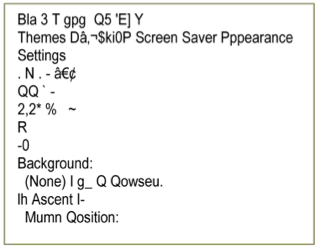 Bla 3 T gpg Q5 'E] Y
Themes Dâ,¬$ki0P Screen Saver Pppearance
Settings
. N . - â€¢
QQ ` -
2,2* % ~
R
-0
Background:
(None) I g_ Q Qowseu.
Ih Ascent I-
Mumn Qosition: